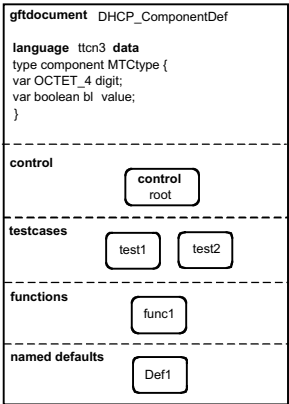 gftdocument DHCP_ComponentDef
language ttcn3 data
type component MTCtype {
var OCTET_4 digit;
var boolean bl value;
}
control
control
root
testcases
test1 test2
functions
func1
named defaults
Def1